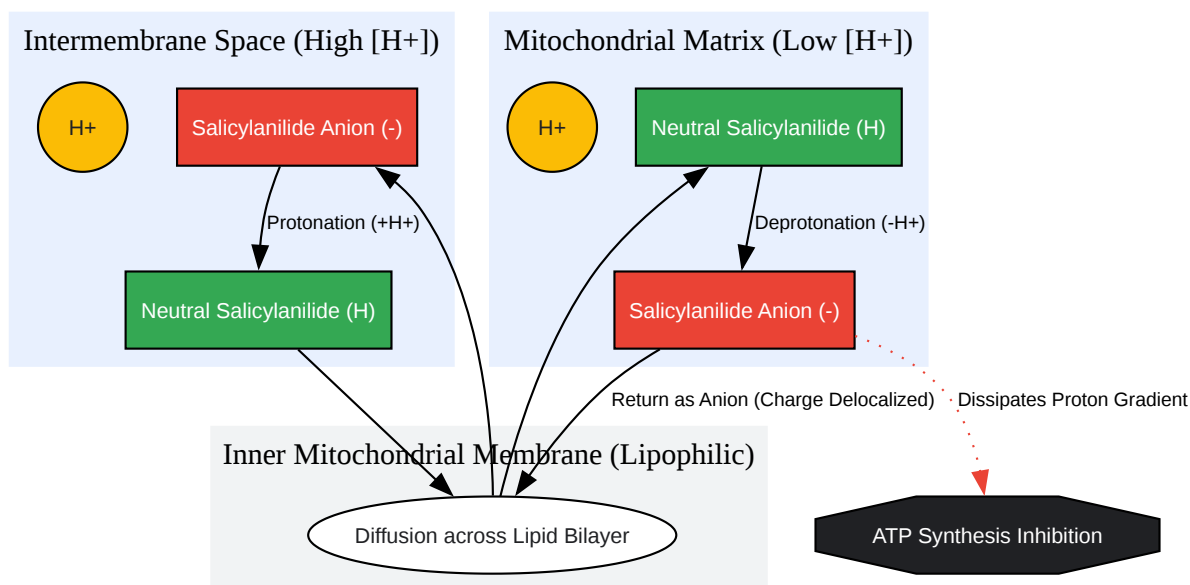 Intermembrane Space (High [H+])
H+
Salicylanilide Anion (-)
Protonation (+H+)
Neutral Salicylanilide (H)
Mitochondrial Matrix (Low [H+])
H+
Neutral Salicylanilide (H)
Deprotonation (-H+)
Salicylanilide Anion (-)
Return as Anion (Charge Delocalized)
Dissipates Proton Gradient
Inner Mitochondrial Membrane (Lipophilic)
Diffusion across Lipid Bilayer
ATP Synthesis Inhibition